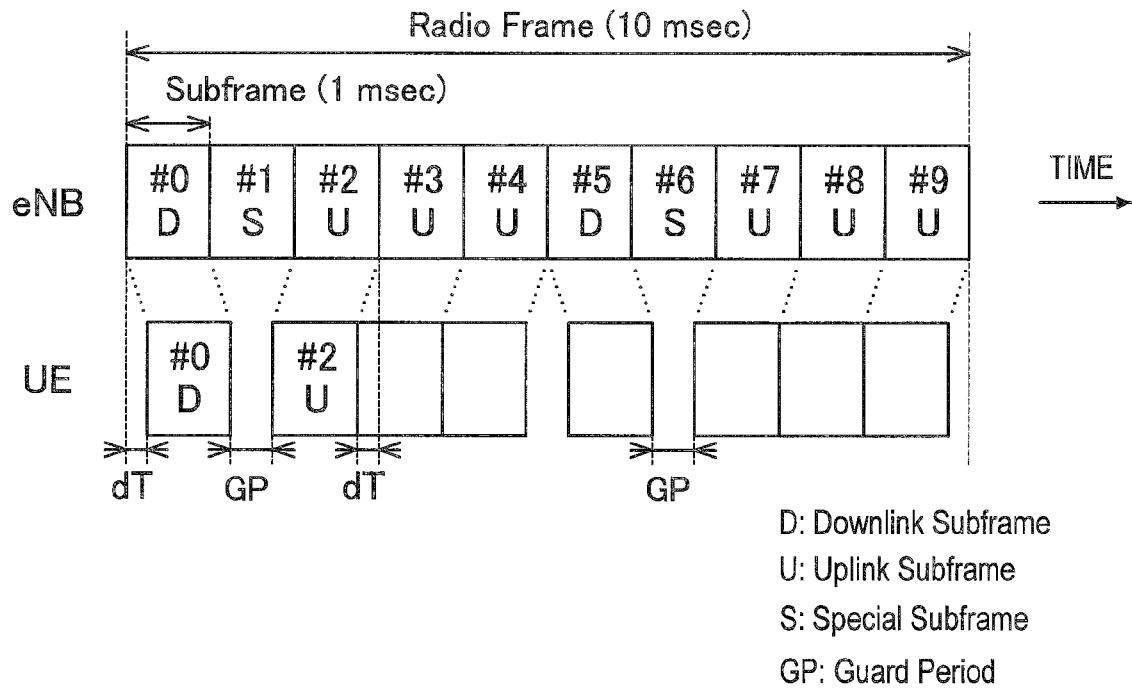 Radio Frame (10 msec)
Subframe (1 msec)
eNB
#0 #1 #2 #3 #4 #5 #6 #7 #8 #9
D S U U U D S U U U
TIME
UE
#0 #2
D U
dT GP dT GP
D: Downlink Subframe
U: Uplink Subframe
S: Special Subframe
GP: Guard Period